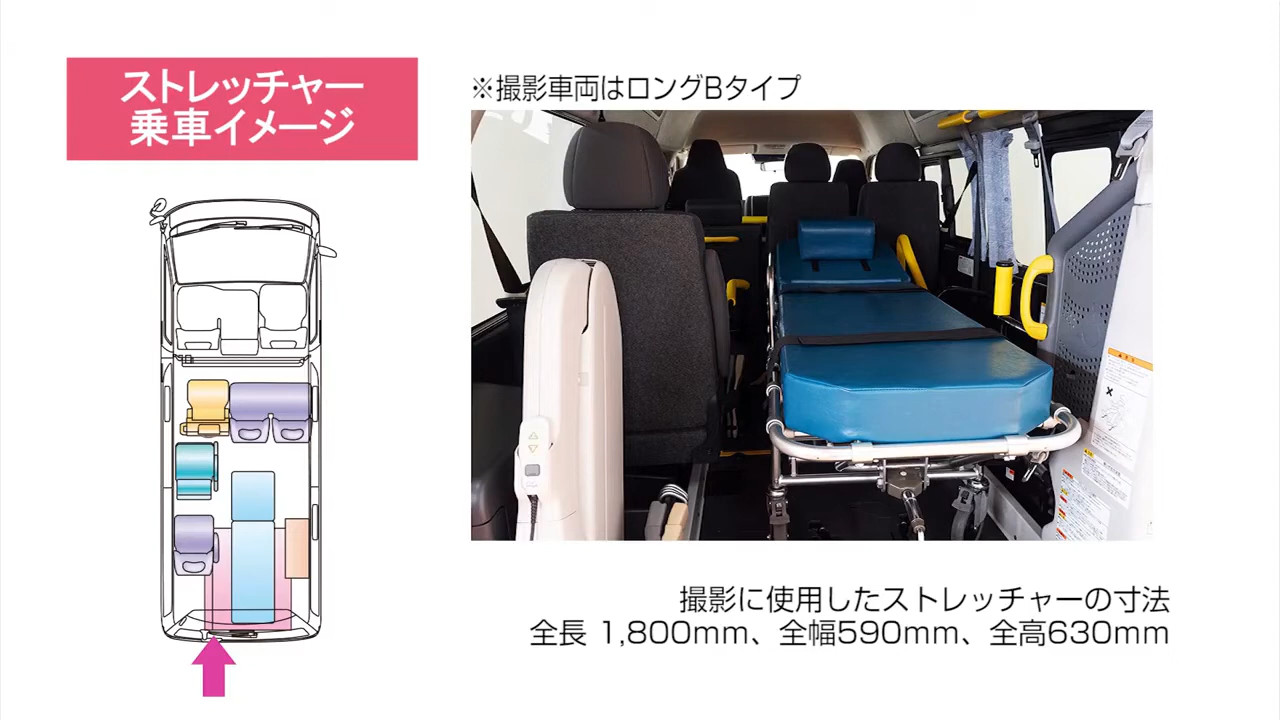 ストレッチャー
乗車イメージ
※撮影車両はロングBタイプ
撮影に使用したストレッチャーの寸法
全長 1,800mm、全幅590mm、全高630mm